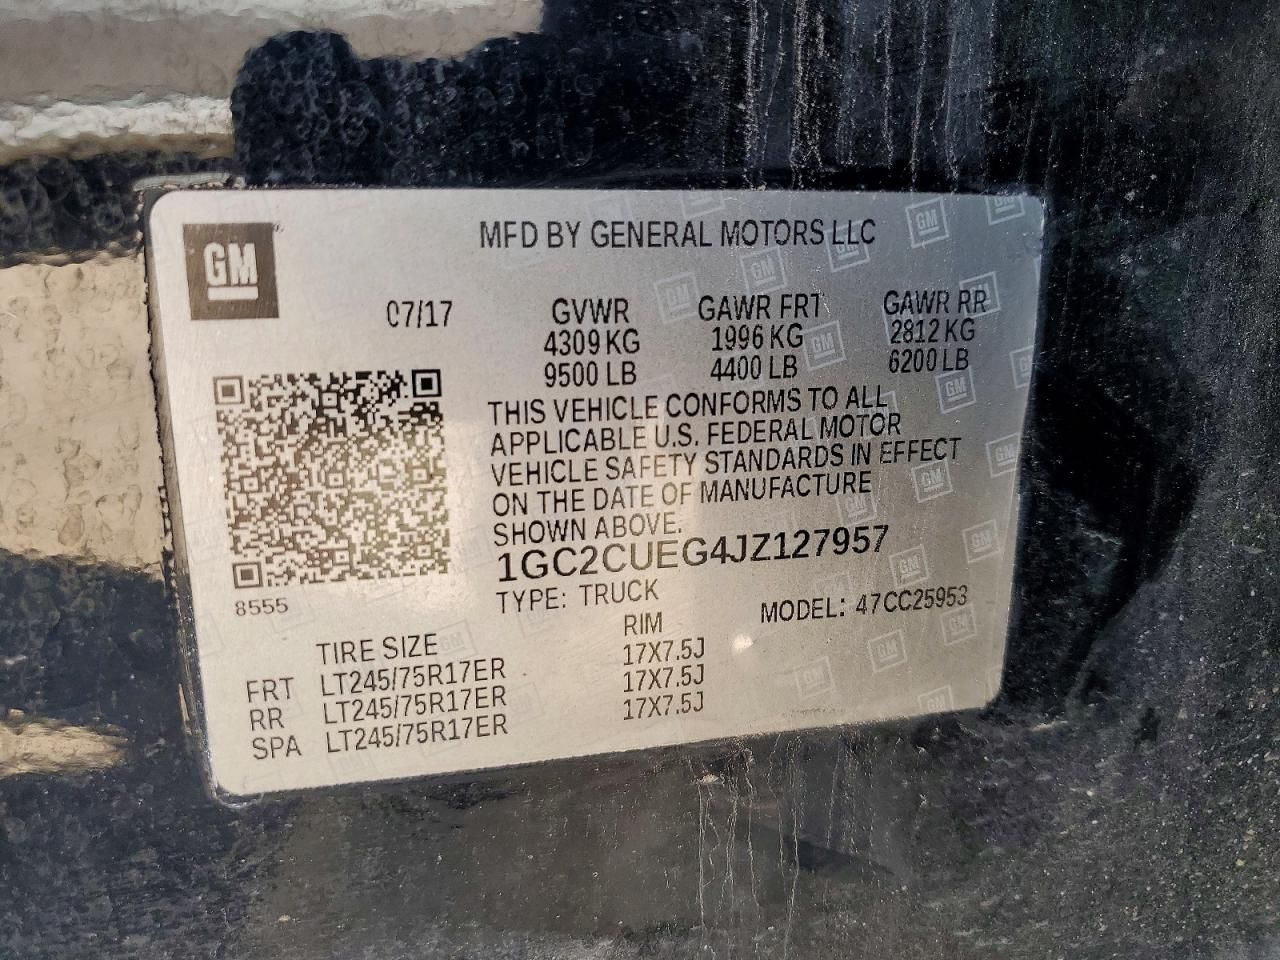 GM
MFD BY GENERAL MOTORS LLC
07/17 GVWR GAWR FRT GAWR RR
4309 KG 1996 KG 2812 KG
9500 LB 4400 LB 6200 LB
THIS VEHICLE CONFORMS TO ALL
APPLICABLE U.S. FEDERAL MOTOR
VEHICLE SAFETY STANDARDS IN EFFECT
ON THE DATE OF MANUFACTURE
SHOWN ABOVE.
1GC2CUEG4JZ127957
8555
TYPE: TRUCK MODEL: 47CC25953
TIRE SIZE RIM
FRT LT245/75R17ER 17X7.5J
RR LT245/75R17ER 17X7.5J
SPA LT245/75R17ER 17X7.5J